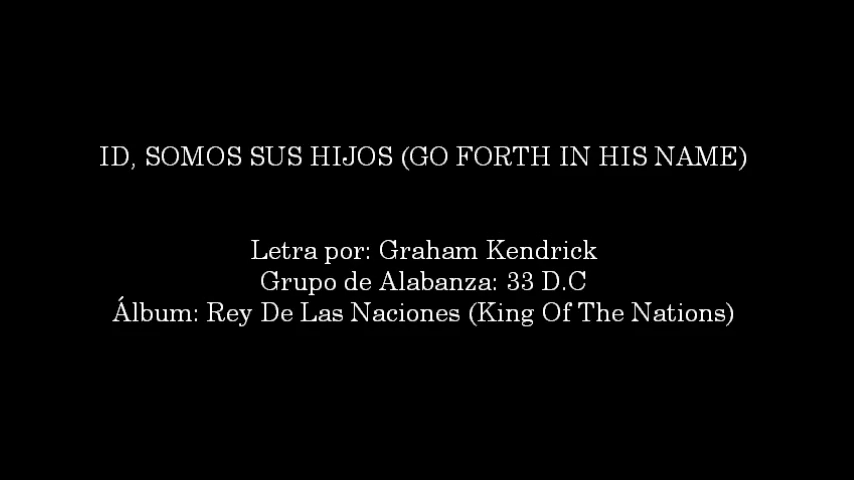 ID, SOMOS SUS HIJOS (GO FORTH IN HIS NAME)
Letra por: Graham Kendrick
Grupo de Alabanza: 33 D.C
Álbum: Rey De Las Naciones (King Of The Nations)